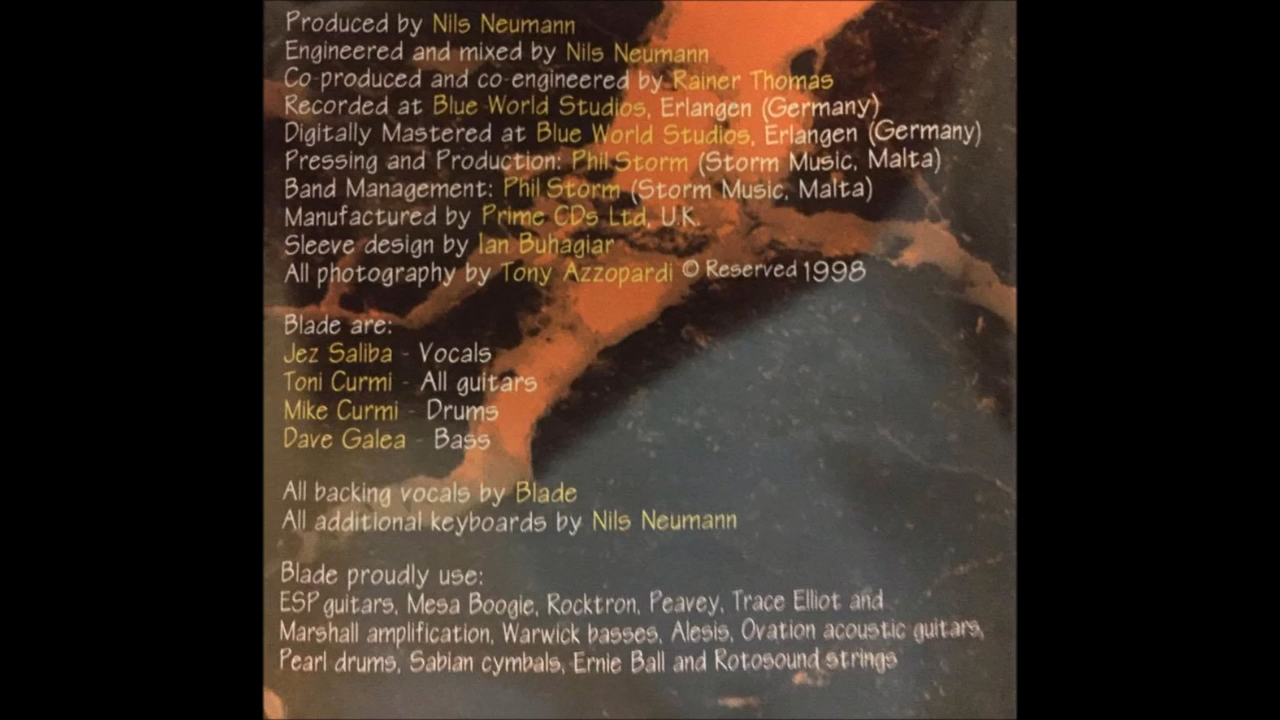 Produced by Nils Neumann
Engineered and mixed by Nils Neumann
Co-produced and co-engineered by Rainer Thomas
Recorded at Blue World Studios, Erlangen (Germany)
Digitally Mastered at Blue World Studios, Erlangen (Germany)
Pressing and Production: Phil Storm (Storm Music, Malta)
Band Management: Phil Storm (Storm Music, Malta)
Manufactured by Prime CDs Ltd, U.K.
Sleeve design by Ian Buhagiar
All photography by Tony Azzopardi © Reserved 1998
Blade are:
Jez Saliba - Vocals
Toni Curmi - All guitars
Mike Curmi - Drums
Dave Galea - Bass
All backing vocals by Blade
All additional keyboards by Nils Neumann
Blade proudly use:
ESP guitars, Mesa Boogie, Rocktron, Peavey, Trace Elliot and
Marshall amplification, Warwick basses, Alesis, Ovation acoustic guitars,
Pearl drums, Sabian cymbals, Ernie Ball and Rotosound strings